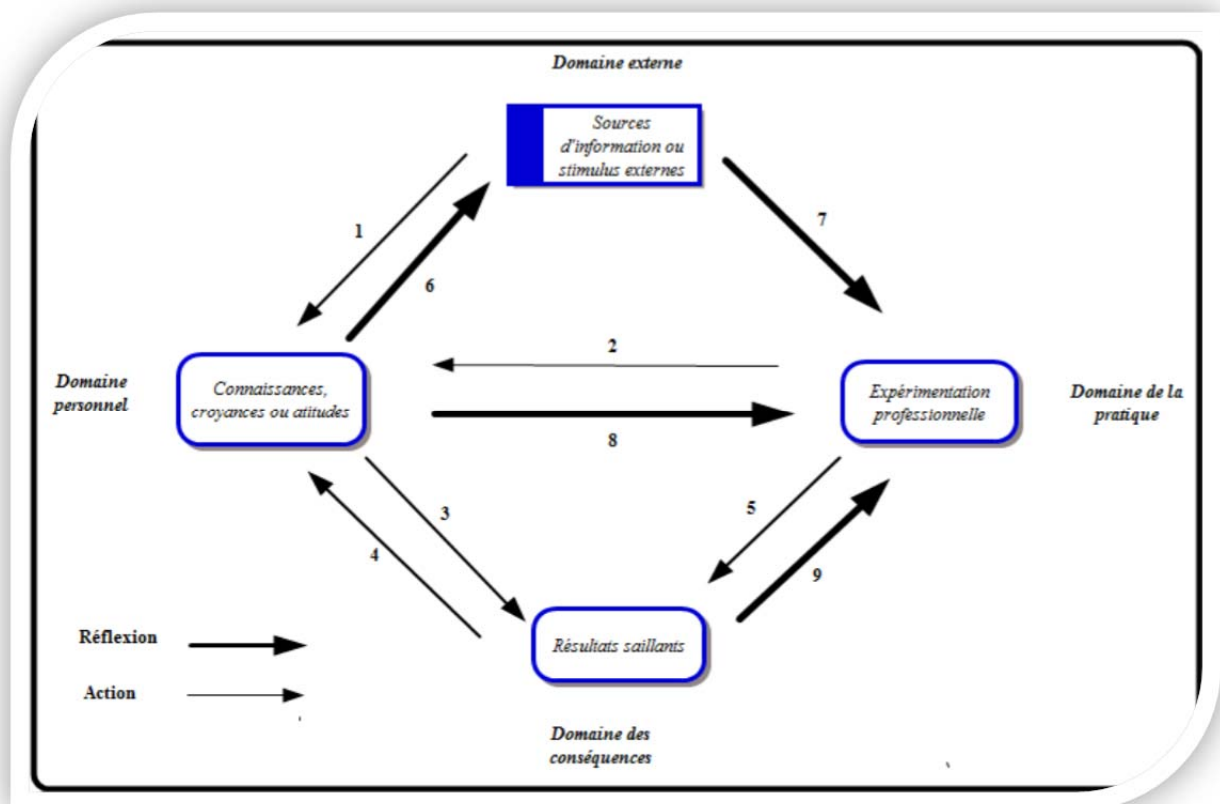 Domaine externe
Sources
d'information ou
stimulus externes
1
6
7
2
Domaine
personnel
Connaissances,
croyances ou atitudes
Expérimentation
professionnelle
Domaine de la
pratique
8
3
4
5
9
Réflexion
Résultats saillants
Action
Domaine des
conséquences